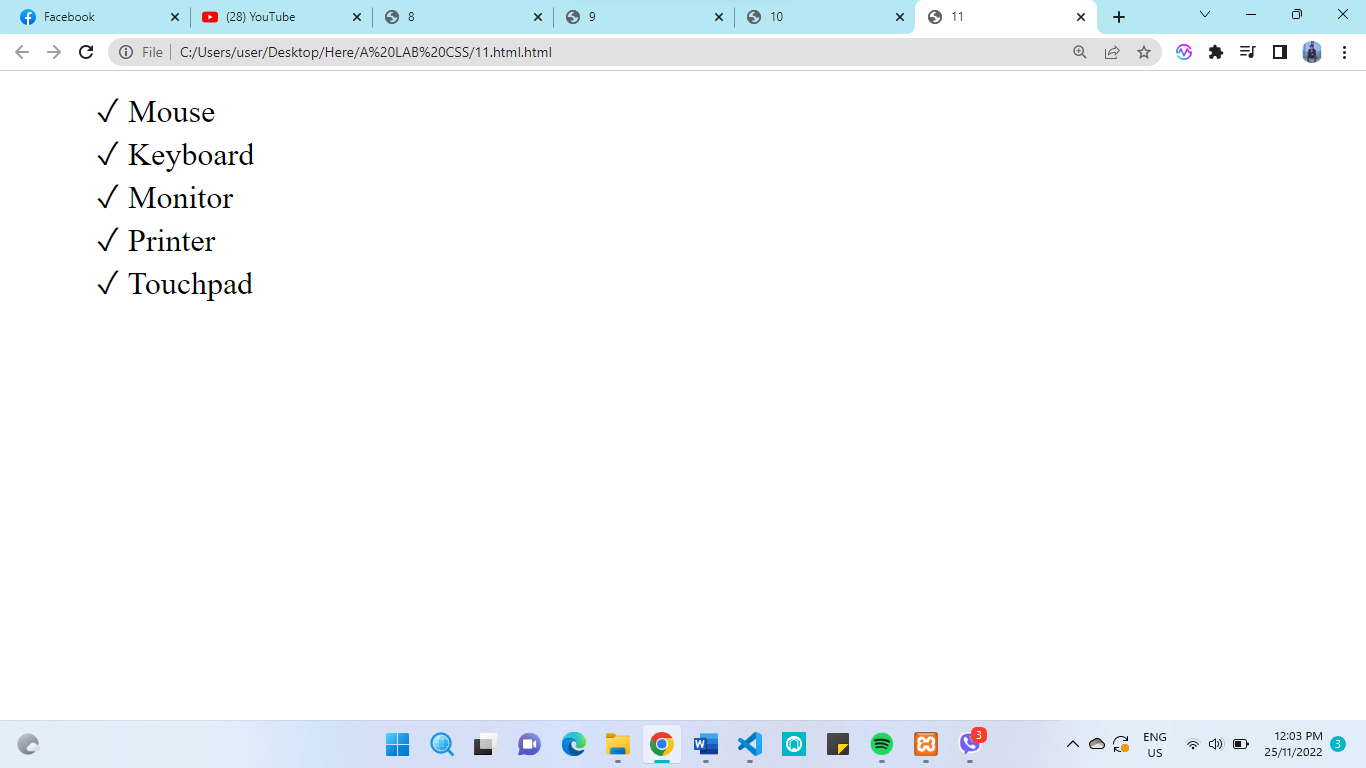 Facebook
(28) YouTube
8
9
10
11
File
C:/Users/user/Desktop/Here/A%20LAB%20CSS/11.html.html
✓ Mouse
✓ Keyboard
✓ Monitor
✓ Printer
✓ Touchpad
W
3
ENG
US
12:03 PM
25/11/2022
3